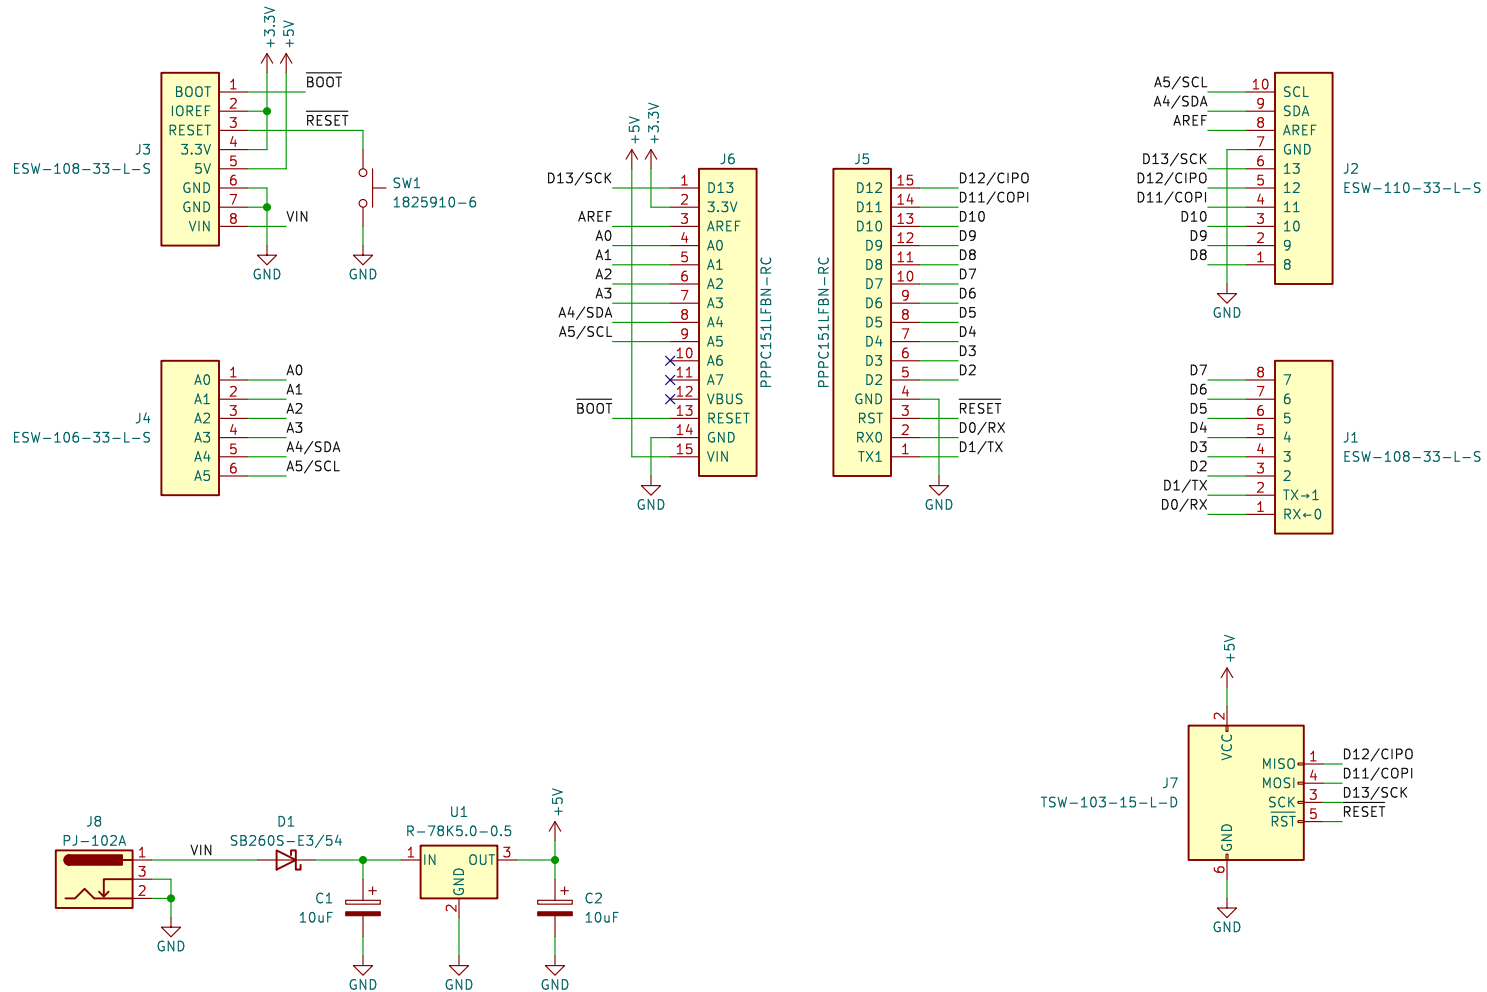 +3.3V
+5V
BOOT
IOREF
RESET
3.3V
5V
GND
GND
VIN
1
2
3
4
5
6
7
8
BOOT
RESET
VIN
J3
ESW-108-33-L-S
GND
SW1
1825910-6
GND
J4
ESW-106-33-L-S
A0
A1
A2
A3
A4
A5
1
2
3
4
5
6
A0
A1
A2
A3
A4/SDA
A5/SCL
+5V
+3.3V
J6
D13/SCK
AREF
A0
A1
A2
A3
A4/SDA
A5/SCL
BOOT
1
2
3
4
5
6
7
8
9
10
11
12
13
14
15
D13
3.3V
AREF
A0
A1
A2
A3
A4
A5
A6
A7
VBUS
RESET
GND
VIN
PPPC151LFBN-RC
GND
J5
PPPC151LFBN-RC
D12
D11
D10
D9
D8
D7
D6
D5
D4
D3
D2
GND
RST
RX0
TX1
15
14
13
12
11
10
9
8
7
6
5
4
3
2
1
D12/CIPO
D11/COPI
D10
D9
D8
D7
D6
D5
D4
D3
D2
RESET
D0/RX
D1/TX
GND
A5/SCL
A4/SDA
AREF
D13/SCK
D12/CIPO
D11/COPI
D10
D9
D8
10
9
8
7
6
5
4
3
2
1
SCL
SDA
AREF
GND
13
12
11
10
9
8
J2
ESW-110-33-L-S
GND
D7
D6
D5
D4
D3
D2
D1/TX
D0/RX
8
7
6
5
4
3
2
1
7
6
5
4
3
2
TX→1
RX←0
J1
ESW-108-33-L-S
J8
PJ-102A
1
3
2
GND
VIN
D1
SB260S-E3/54
C1
10uF
+
GND
U1
R-78K5.0-0.5
1
IN
OUT
3
GND
2
GND
+5V
+
C2
10uF
GND
+5V
2
VCC
J7
TSW-103-15-L-D
MISO
MOSI
SCK
RST
1
4
3
5
D12/CIPO
D11/COPI
D13/SCK
RESET
GND
6
GND